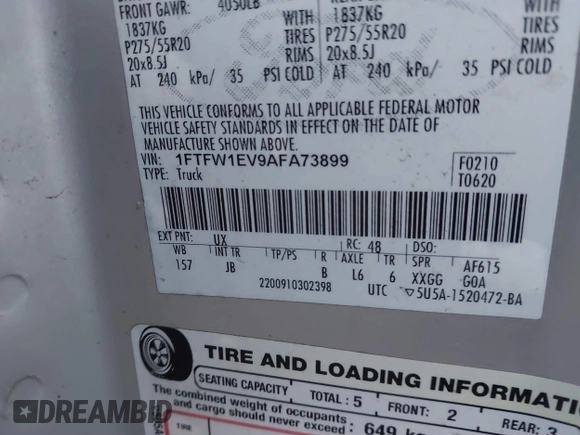 FRONT GAWR: 4050LB
1837KG WITH 1837KG WITH
P275/55R20 TIRES P275/55R20 TIRES
20x8.5J RIMS 20x8.5J RIMS
AT 240 kPa/ 35 PSI COLD AT 240 kPa/ 35 PSI COLD
THIS VEHICLE CONFORMS TO ALL APPLICABLE FEDERAL MOTOR
VEHICLE SAFETY STANDARDS IN EFFECT ON THE DATE OF
MANUFACTURE SHOWN ABOVE.
VIN: 1FTFW1EV9AFA73899 F0210
TYPE: Truck T0620
EXT PNT: UX RC: 48 DSO:
WB INT TR TP/PS R AXLE TR SPR AF615
157 JB B L6 6 XXGG G0A
2200910302398 UTC ▽5U5A-1520472-BA
TIRE AND LOADING INFORMATI
SEATING CAPACITY TOTAL: 5 FRONT: 2 REAR: 3
The combined weight of occupants
and cargo should never exceed: 649 k
TIRE
DREAMBID